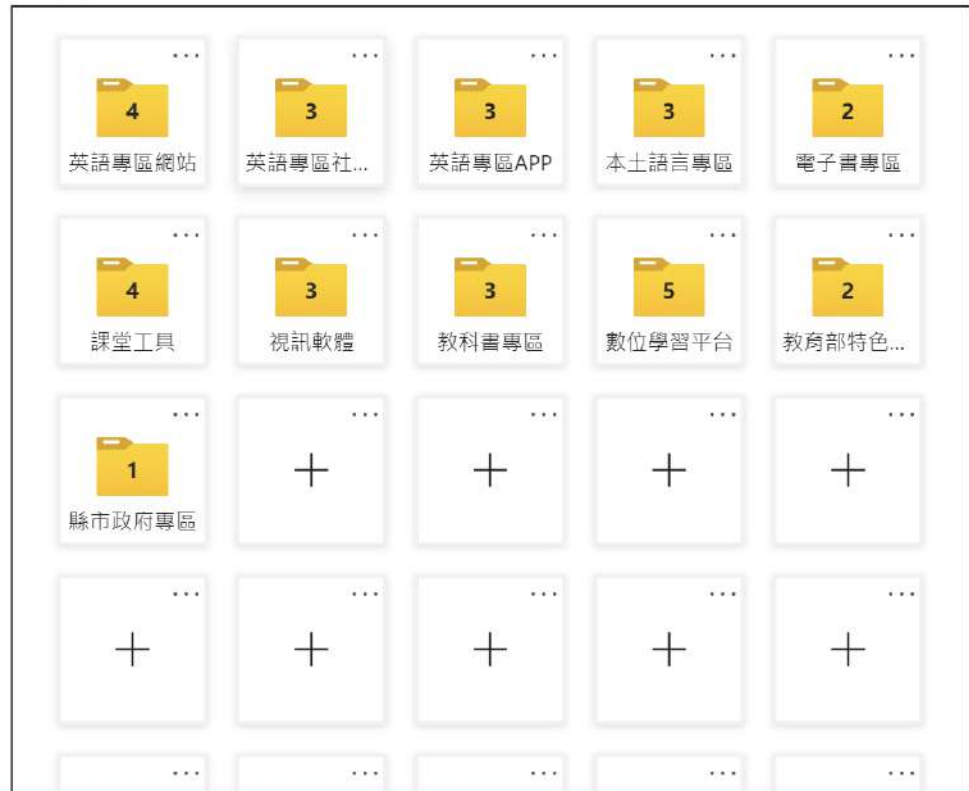 4
英語專區網站
3
英語專區社...
3
英語專區APP
3
本土語言專區
2
電子書專區
4
課堂工具
3
視訊軟體
3
教科書專區
5
數位學習平台
2
教育部特色...
1
縣市政府專區